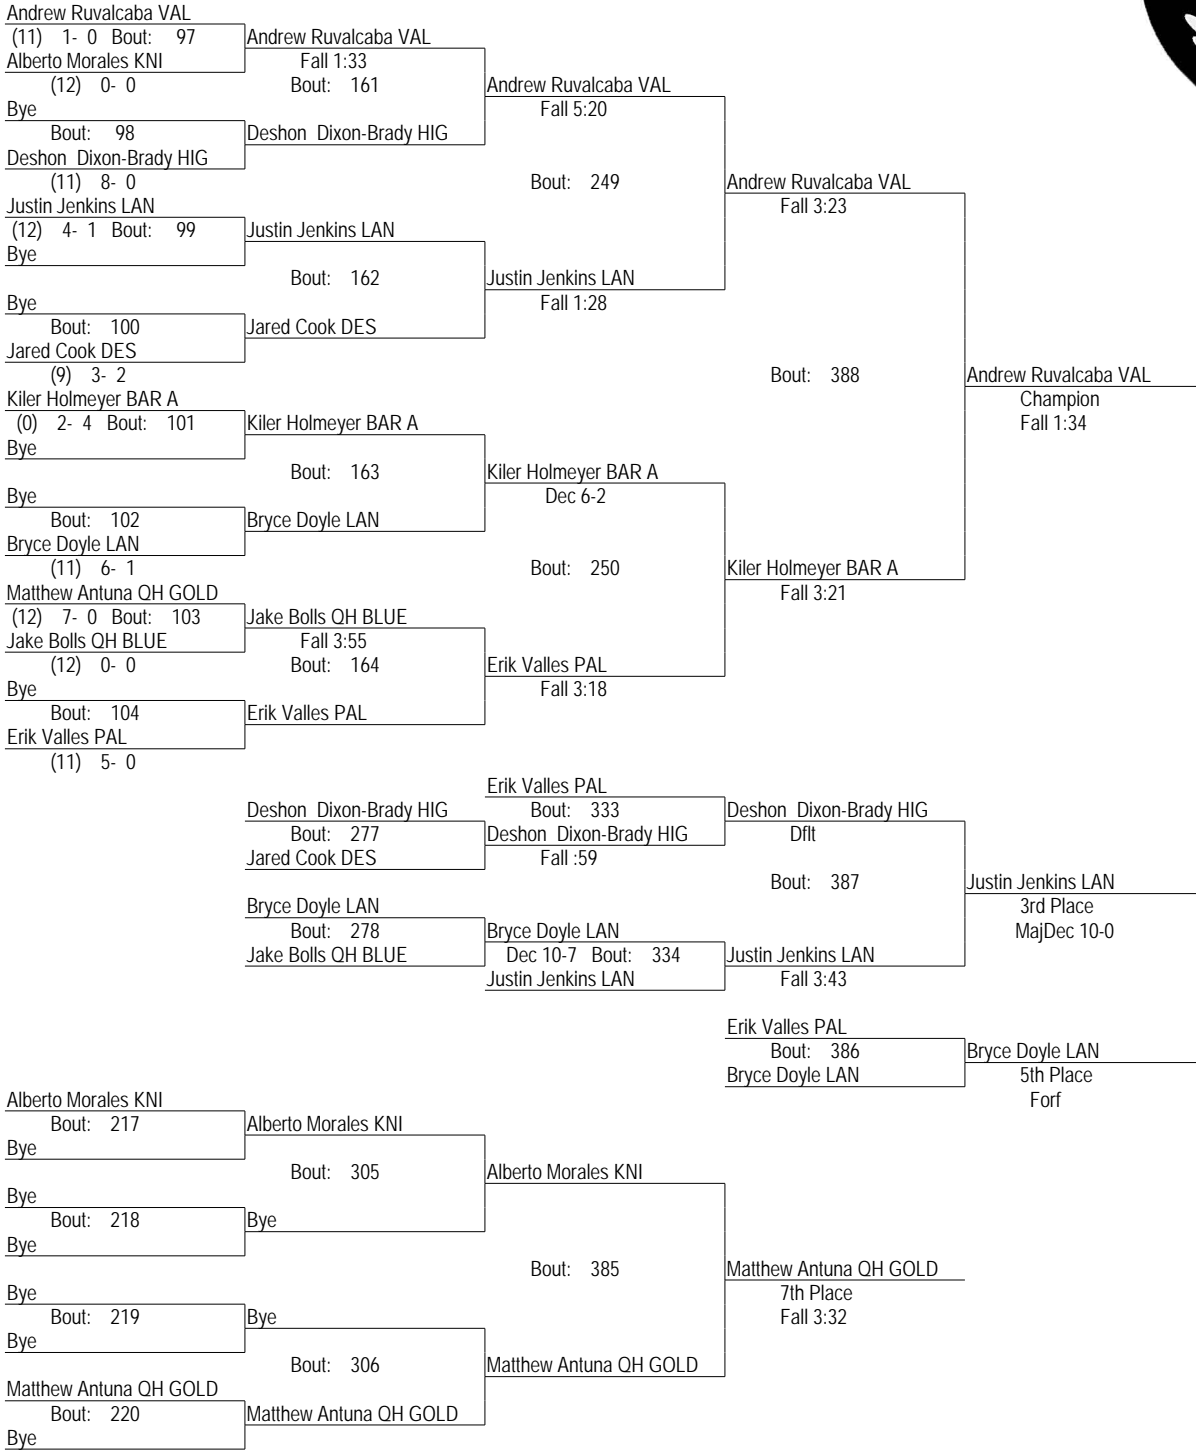 Andrew Ruvalcaba VAL
(11) 1- 0 Bout: 97
Andrew Ruvalcaba VAL
Alberto Morales KNI
Fall 1:33
(12) 0- 0
Bout: 161
Andrew Ruvalcaba VAL
Bye
Fall 5:20
Bout: 98
Deshon Dixon-Brady HIG
Deshon Dixon-Brady HIG
(11) 8- 0
Bout: 249
Andrew Ruvalcaba VAL
Justin Jenkins LAN
Fall 3:23
(12) 4- 1 Bout: 99
Justin Jenkins LAN
Bye
Bout: 162
Justin Jenkins LAN
Bye
Fall 1:28
Bout: 100
Jared Cook DES
Jared Cook DES
(9) 3- 2
Bout: 388
Andrew Ruvalcaba VAL
Kiler Holmeyer BAR A
Champion
(0) 2- 4 Bout: 101
Kiler Holmeyer BAR A
Fall 1:34
Bye
Bout: 163
Kiler Holmeyer BAR A
Bye
Dec 6-2
Bout: 102
Bryce Doyle LAN
Bryce Doyle LAN
(11) 6- 1
Bout: 250
Kiler Holmeyer BAR A
Matthew Antuna QH GOLD
Fall 3:21
(12) 7- 0 Bout: 103
Jake Bolls QH BLUE
Jake Bolls QH BLUE
Fall 3:55
(12) 0- 0
Bout: 164
Erik Valles PAL
Bye
Fall 3:18
Bout: 104
Erik Valles PAL
Erik Valles PAL
(11) 5- 0
Erik Valles PAL
Deshon Dixon-Brady HIG
Bout: 333
Deshon Dixon-Brady HIG
Bout: 277
Deshon Dixon-Brady HIG
Dflt
Jared Cook DES
Fall :59
Bout: 387
Justin Jenkins LAN
Bryce Doyle LAN
3rd Place
Bout: 278
Bryce Doyle LAN
MajDec 10-0
Jake Bolls QH BLUE
Dec 10-7 Bout: 334
Justin Jenkins LAN
Justin Jenkins LAN
Fall 3:43
Erik Valles PAL
Bout: 386
Bryce Doyle LAN
Bryce Doyle LAN
5th Place
Forf
Alberto Morales KNI
Bout: 217
Alberto Morales KNI
Bye
Bout: 305
Alberto Morales KNI
Bye
Bout: 218
Bye
Bye
Bout: 385
Matthew Antuna QH GOLD
Bye
7th Place
Bout: 219
Bye
Fall 3:32
Bye
Bout: 306
Matthew Antuna QH GOLD
Matthew Antuna QH GOLD
Bout: 220
Matthew Antuna QH GOLD
Bye